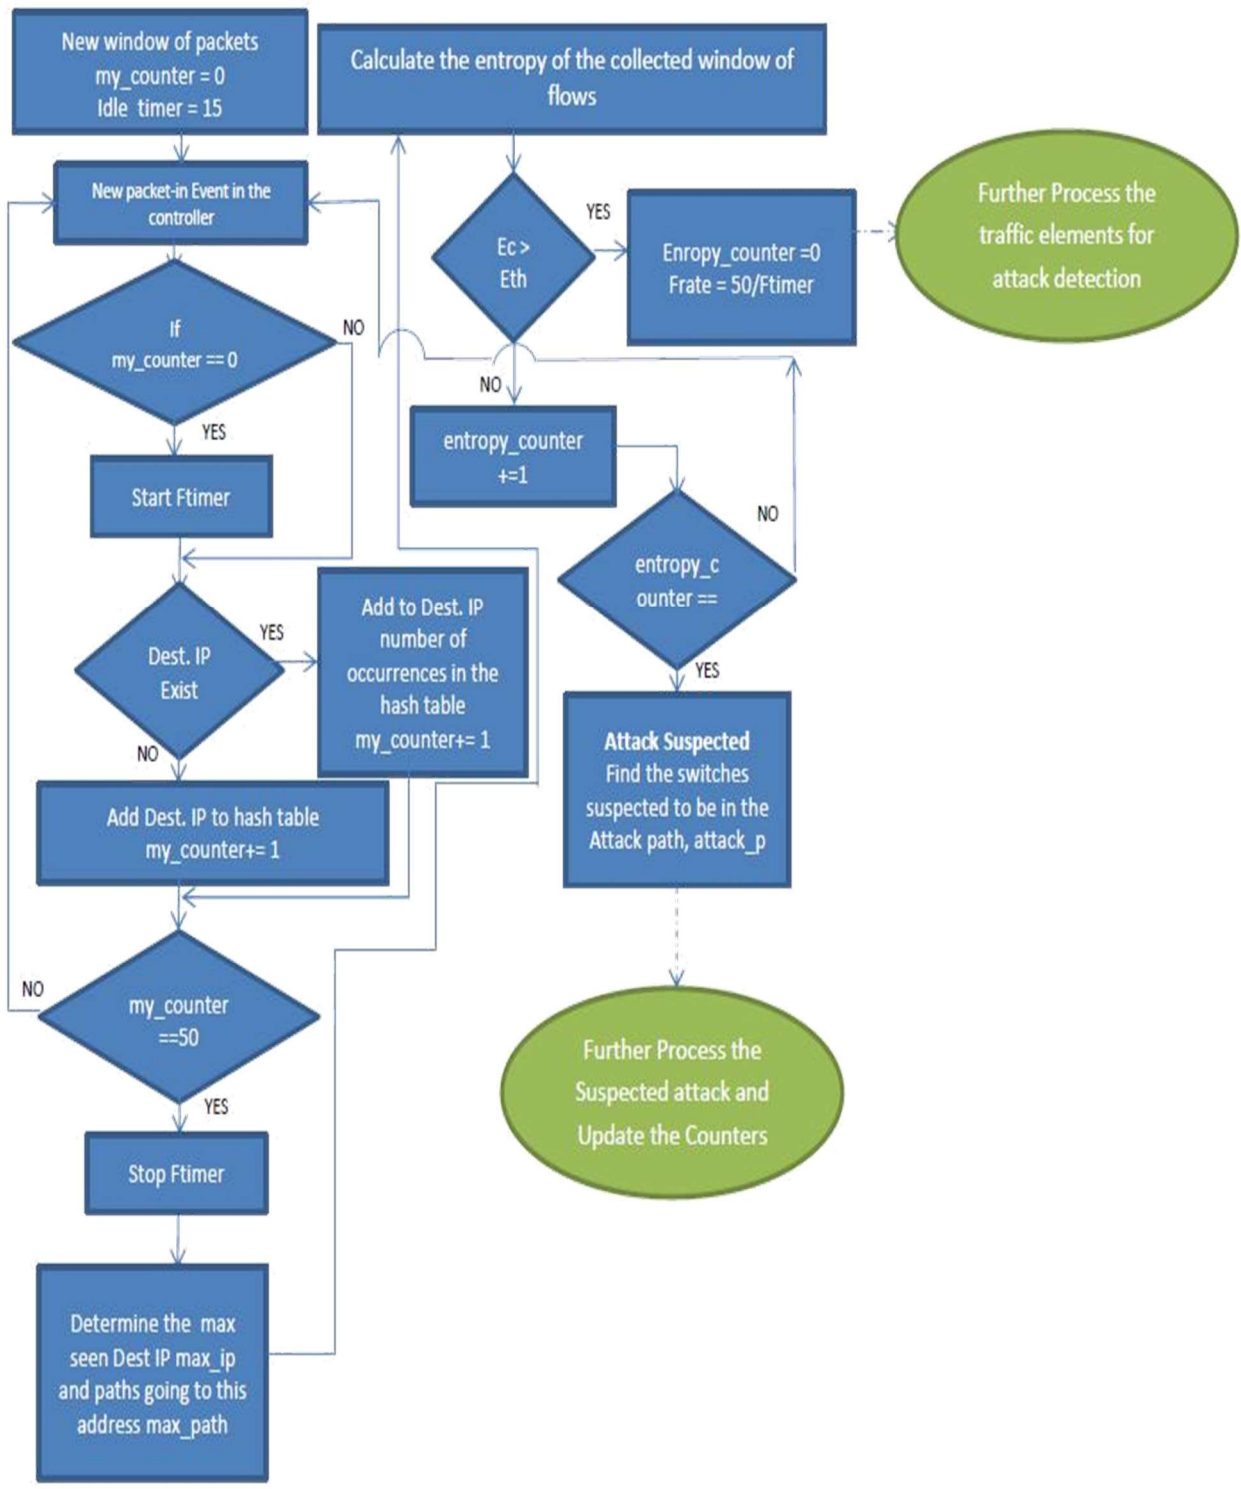 New window of packets
my_counter = 0
Idle timer = 15
New packet-in Event in the
controller
If
my_counter == 0
NO
YES
Start Ftimer
Dest. IP
Exist
YES
NO
Add to Dest. IP
number of
occurrences in the
hash table
my_counter+= 1
Add Dest. IP to hash table
my_counter+= 1
my_counter
==50
NO
YES
Stop Ftimer
Determine the max
seen Dest IP max_ip
and paths going to this
address max_path
Calculate the entropy of the collected window of
flows
Ec >
Eth
YES
NO
Enropy_counter =0
Frate = 50/Ftimer
Further Process the
traffic elements for
attack detection
entropy_counter
+=1
entropy_c
ounter ==
NO
YES
Attack Suspected
Find the switches
suspected to be in the
Attack path, attack_p
Further Process the
Suspected attack and
Update the Counters